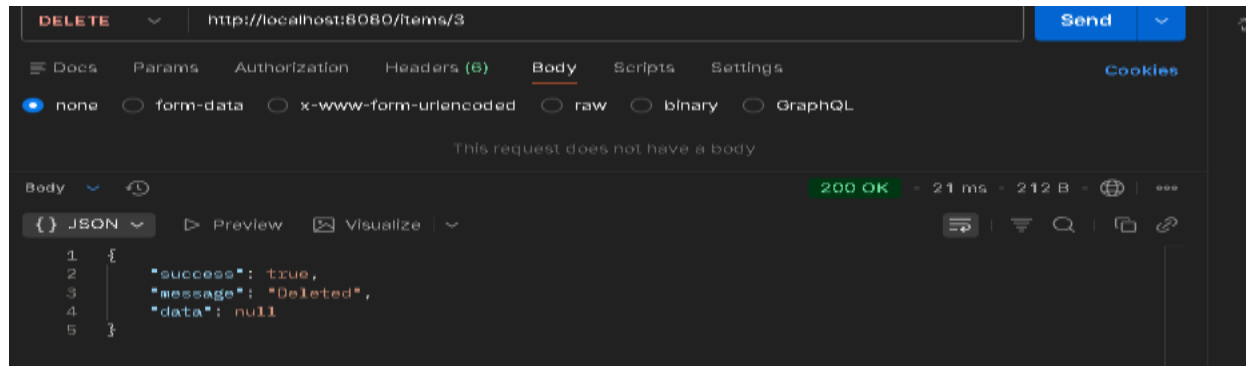 DELETE http://localhost:8080/items/3 Send
Docs Params Authorization Headers (6) Body Scripts Settings Cookies
none form-data x-www-form-urlencoded raw binary GraphQL
This request does not have a body
Body 200 OK 21 ms 212 B
{} JSON Preview Visualize
1 {
2 "success": true,
3 "message": "Deleted",
4 "data": null
5 }